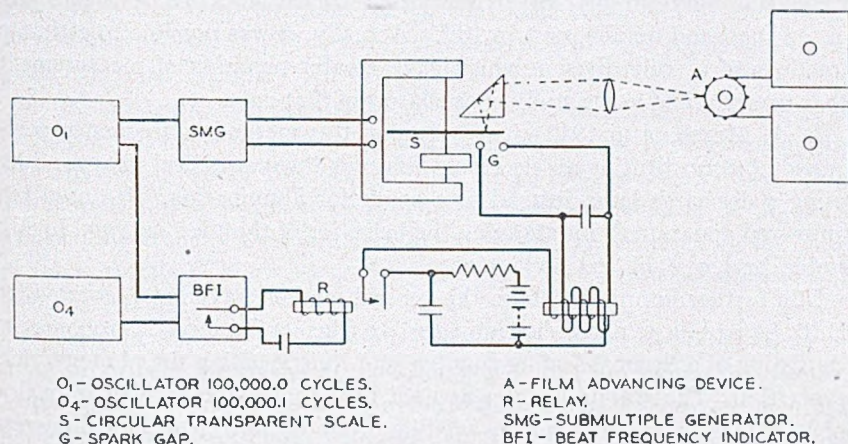 A
O₁
SMG
S
G
O₄
BFI
R
O₁–OSCILLATOR 100,000.0 CYCLES.
O₄–OSCILLATOR 100,000.1 CYCLES.
S–CIRCULAR TRANSPARENT SCALE.
G–SPARK GAP.
A–FILM ADVANCING DEVICE.
R–RELAY.
SMG–SUBMULTIPLE GENERATOR.
BFI–BEAT FREQUENCY INDICATOR.